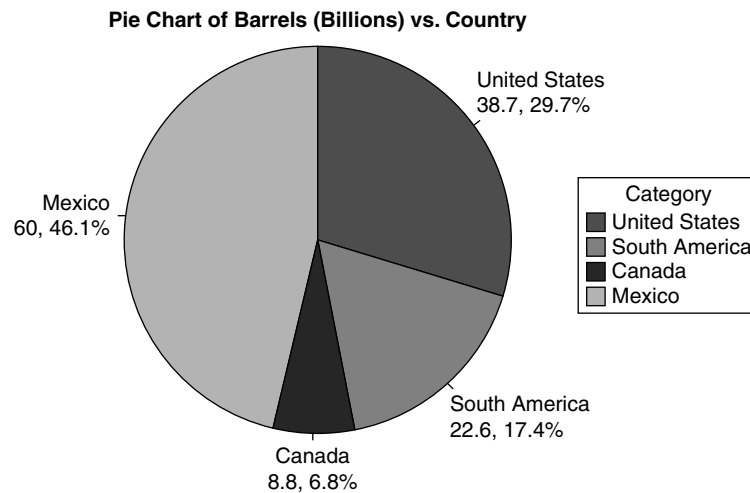 Pie Chart of Barrels (Billions) vs. Country
United States
38.7, 29.7%
Mexico
60, 46.1%
Category
United States
South America
Canada
Mexico
South America
22.6, 17.4%
Canada
8.8, 6.8%